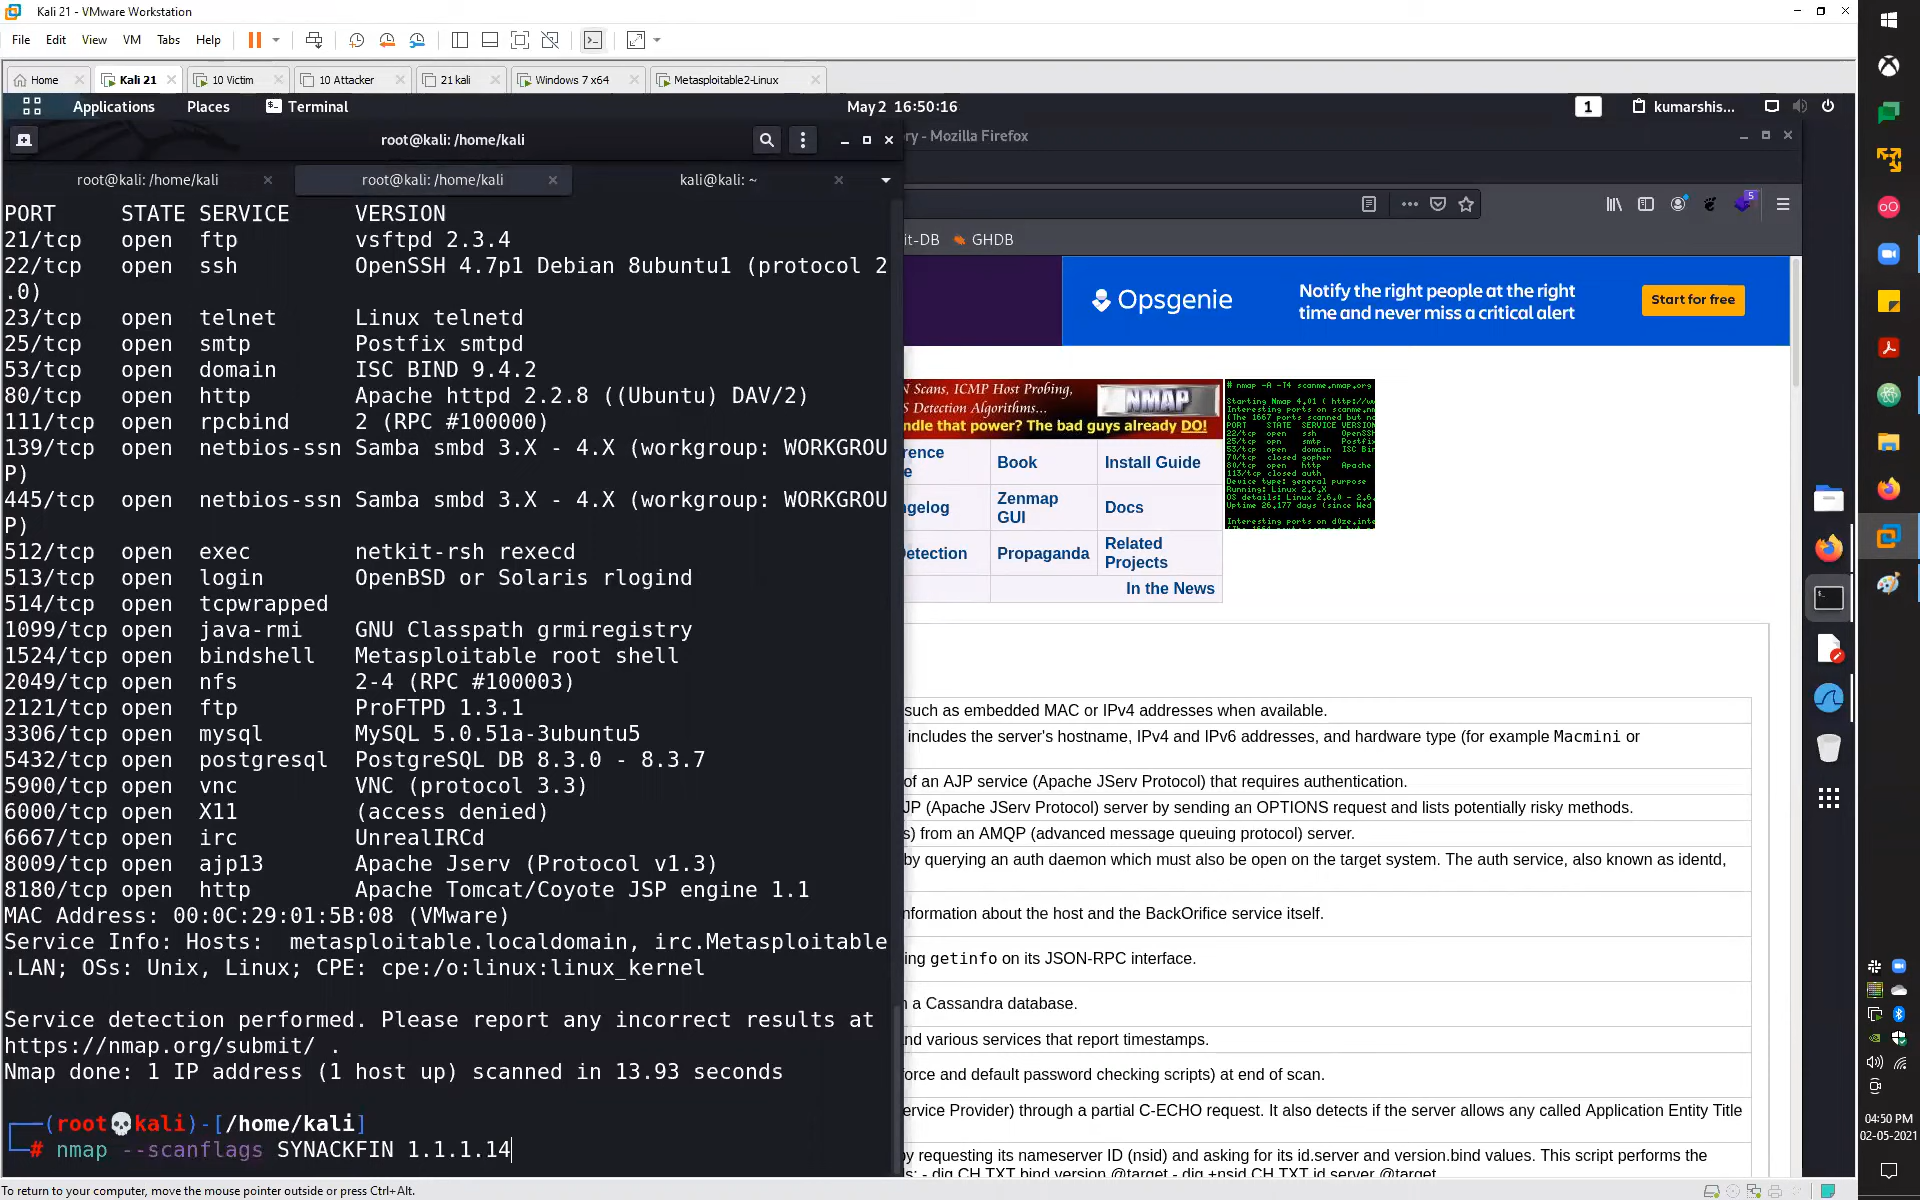 Kali 21 - VMware Workstation
File Edit View VM Tabs Help
Home Kali 21 10 Victim 10 Attacker 21 kali Windows 7 x64 Metasploitable2-Linux
Applications Places Terminal May 2 16:50:16 1 kumarshis...
root@kali: /home/kali
root@kali: /home/kali root@kali: /home/kali kali@kali: ~
PORT STATE SERVICE VERSION
21/tcp open ftp vsftpd 2.3.4
22/tcp open ssh OpenSSH 4.7p1 Debian 8ubuntu1 (protocol 2
.0)
23/tcp open telnet Linux telnetd
25/tcp open smtp Postfix smtpd
53/tcp open domain ISC BIND 9.4.2
80/tcp open http Apache httpd 2.2.8 ((Ubuntu) DAV/2)
111/tcp open rpcbind 2 (RPC #100000)
139/tcp open netbios-ssn Samba smbd 3.X - 4.X (workgroup: WORKGROU
P)
445/tcp open netbios-ssn Samba smbd 3.X - 4.X (workgroup: WORKGROU
P)
512/tcp open exec netkit-rsh rexecd
513/tcp open login OpenBSD or Solaris rlogind
514/tcp open tcpwrapped
1099/tcp open java-rmi GNU Classpath grmiregistry
1524/tcp open bindshell Metasploitable root shell
2049/tcp open nfs 2-4 (RPC #100003)
2121/tcp open ftp ProFTPD 1.3.1
3306/tcp open mysql MySQL 5.0.51a-3ubuntu5
5432/tcp open postgresql PostgreSQL DB 8.3.0 - 8.3.7
5900/tcp open vnc VNC (protocol 3.3)
6000/tcp open X11 (access denied)
6667/tcp open irc UnrealIRCd
8009/tcp open ajp13 Apache Jserv (Protocol v1.3)
8180/tcp open http Apache Tomcat/Coyote JSP engine 1.1
MAC Address: 00:0C:29:01:5B:08 (VMware)
Service Info: Hosts:  metasploitable.localdomain, irc.Metasploitable
.LAN; OSs: Unix, Linux; CPE: cpe:/o:linux:linux_kernel
Service detection performed. Please report any incorrect results at
https://nmap.org/submit/ .
Nmap done: 1 IP address (1 host up) scanned in 13.93 seconds
(root💀kali)-[/home/kali]
# nmap --scanflags SYNACKFIN 1.1.1.14
ry - Mozilla Firefox
5
it-DB GHDB
Opsgenie
Notify the right people at the right
time and never miss a critical alert
Start for free
N Scans, ICMP Host Probing,
S Detection Algorithms...
NMAP
ndle that power? The bad guys already DO!
# nmap -A -T4 scanme.nmap.org
rence
e
Book
Install Guide
ngelog
Zenmap
GUI
Docs
etection
Propaganda
Related
Projects
In the News
such as embedded MAC or IPv4 addresses when available.
includes the server's hostname, IPv4 and IPv6 addresses, and hardware type (for example Macmini or
of an AJP service (Apache JServ Protocol) that requires authentication.
JP (Apache JServ Protocol) server by sending an OPTIONS request and lists potentially risky methods.
s) from an AMQP (advanced message queuing protocol) server.
by querying an auth daemon which must also be open on the target system. The auth service, also known as identd,
nformation about the host and the BackOrifice service itself.
ing getinfo on its JSON-RPC interface.
n a Cassandra database.
nd various services that report timestamps.
force and default password checking scripts) at end of scan.
ervice Provider) through a partial C-ECHO request. It also detects if the server allows any called Application Entity Title
by requesting its nameserver ID (nsid) and asking for its id.server and version.bind values. This script performs the
s: - dig CH TXT bind.version @target - dig +nsid CH TXT id.server @target
04:50 PM
02-05-2021
To return to your computer, move the mouse pointer outside or press Ctrl+Alt.